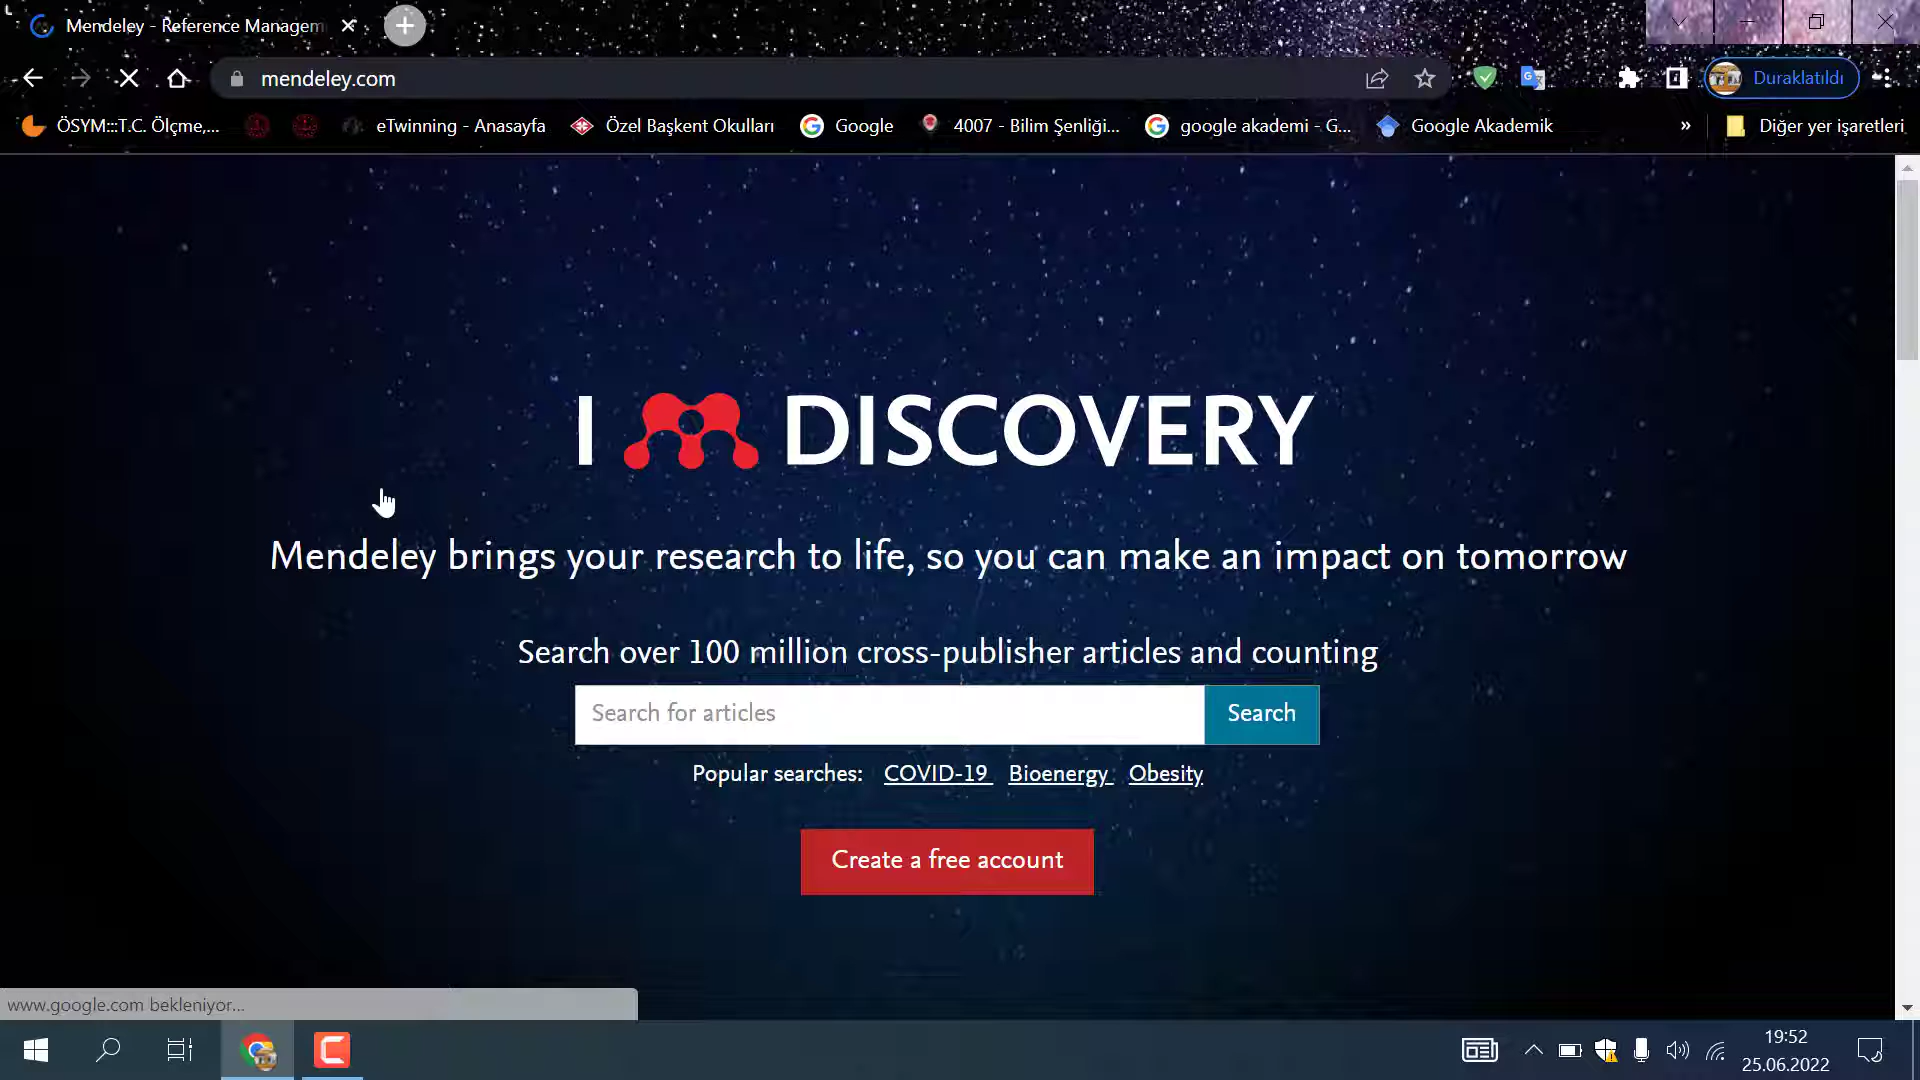 Mendeley - Reference Managem
mendeley.com
Duraklatıldı
ÖSYM:::T.C. Ölçme,...
eTwinning - Anasayfa
Özel Başkent Okulları
Google
4007 - Bilim Şenliği...
google akademi - G...
Google Akademik
»
Diğer yer işaretleri
I DISCOVERY
Mendeley brings your research to life, so you can make an impact on tomorrow
Search over 100 million cross-publisher articles and counting
Search for articles
Search
Popular searches: COVID-19 Bioenergy Obesity
Create a free account
www.google.com bekleniyor...
19:52
25.06.2022